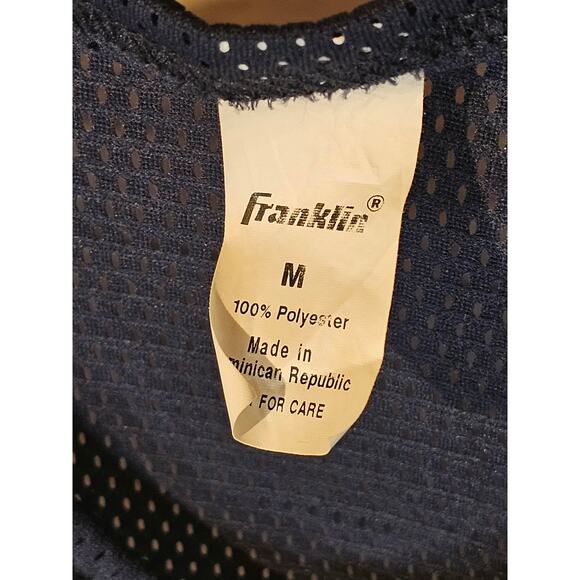 Franklin®
M
100% Polyester
Made in
minican Republic
FOR CARE